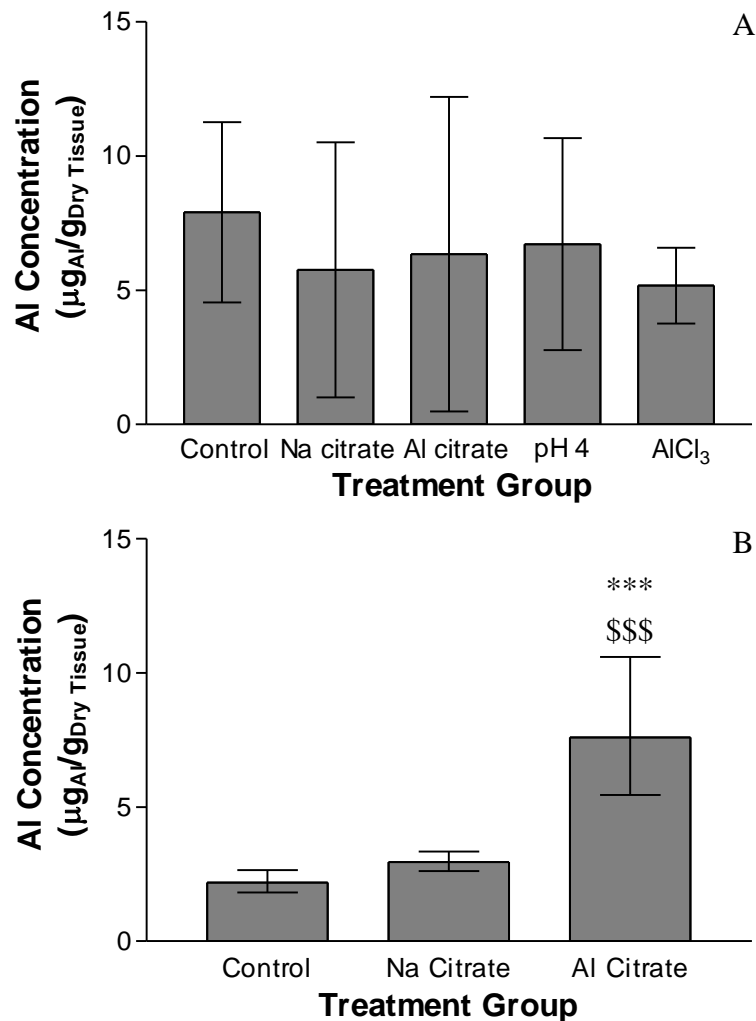 A
15
10
5
0
Al Concentration
(µgAl/gDry Tissue)
Control Na citrate Al citrate pH 4 AlCl₃
Treatment Group
B
15
10
5
0
Al Concentration
(µgAl/gDry Tissue)
***
$$$
Control Na Citrate Al Citrate
Treatment Group